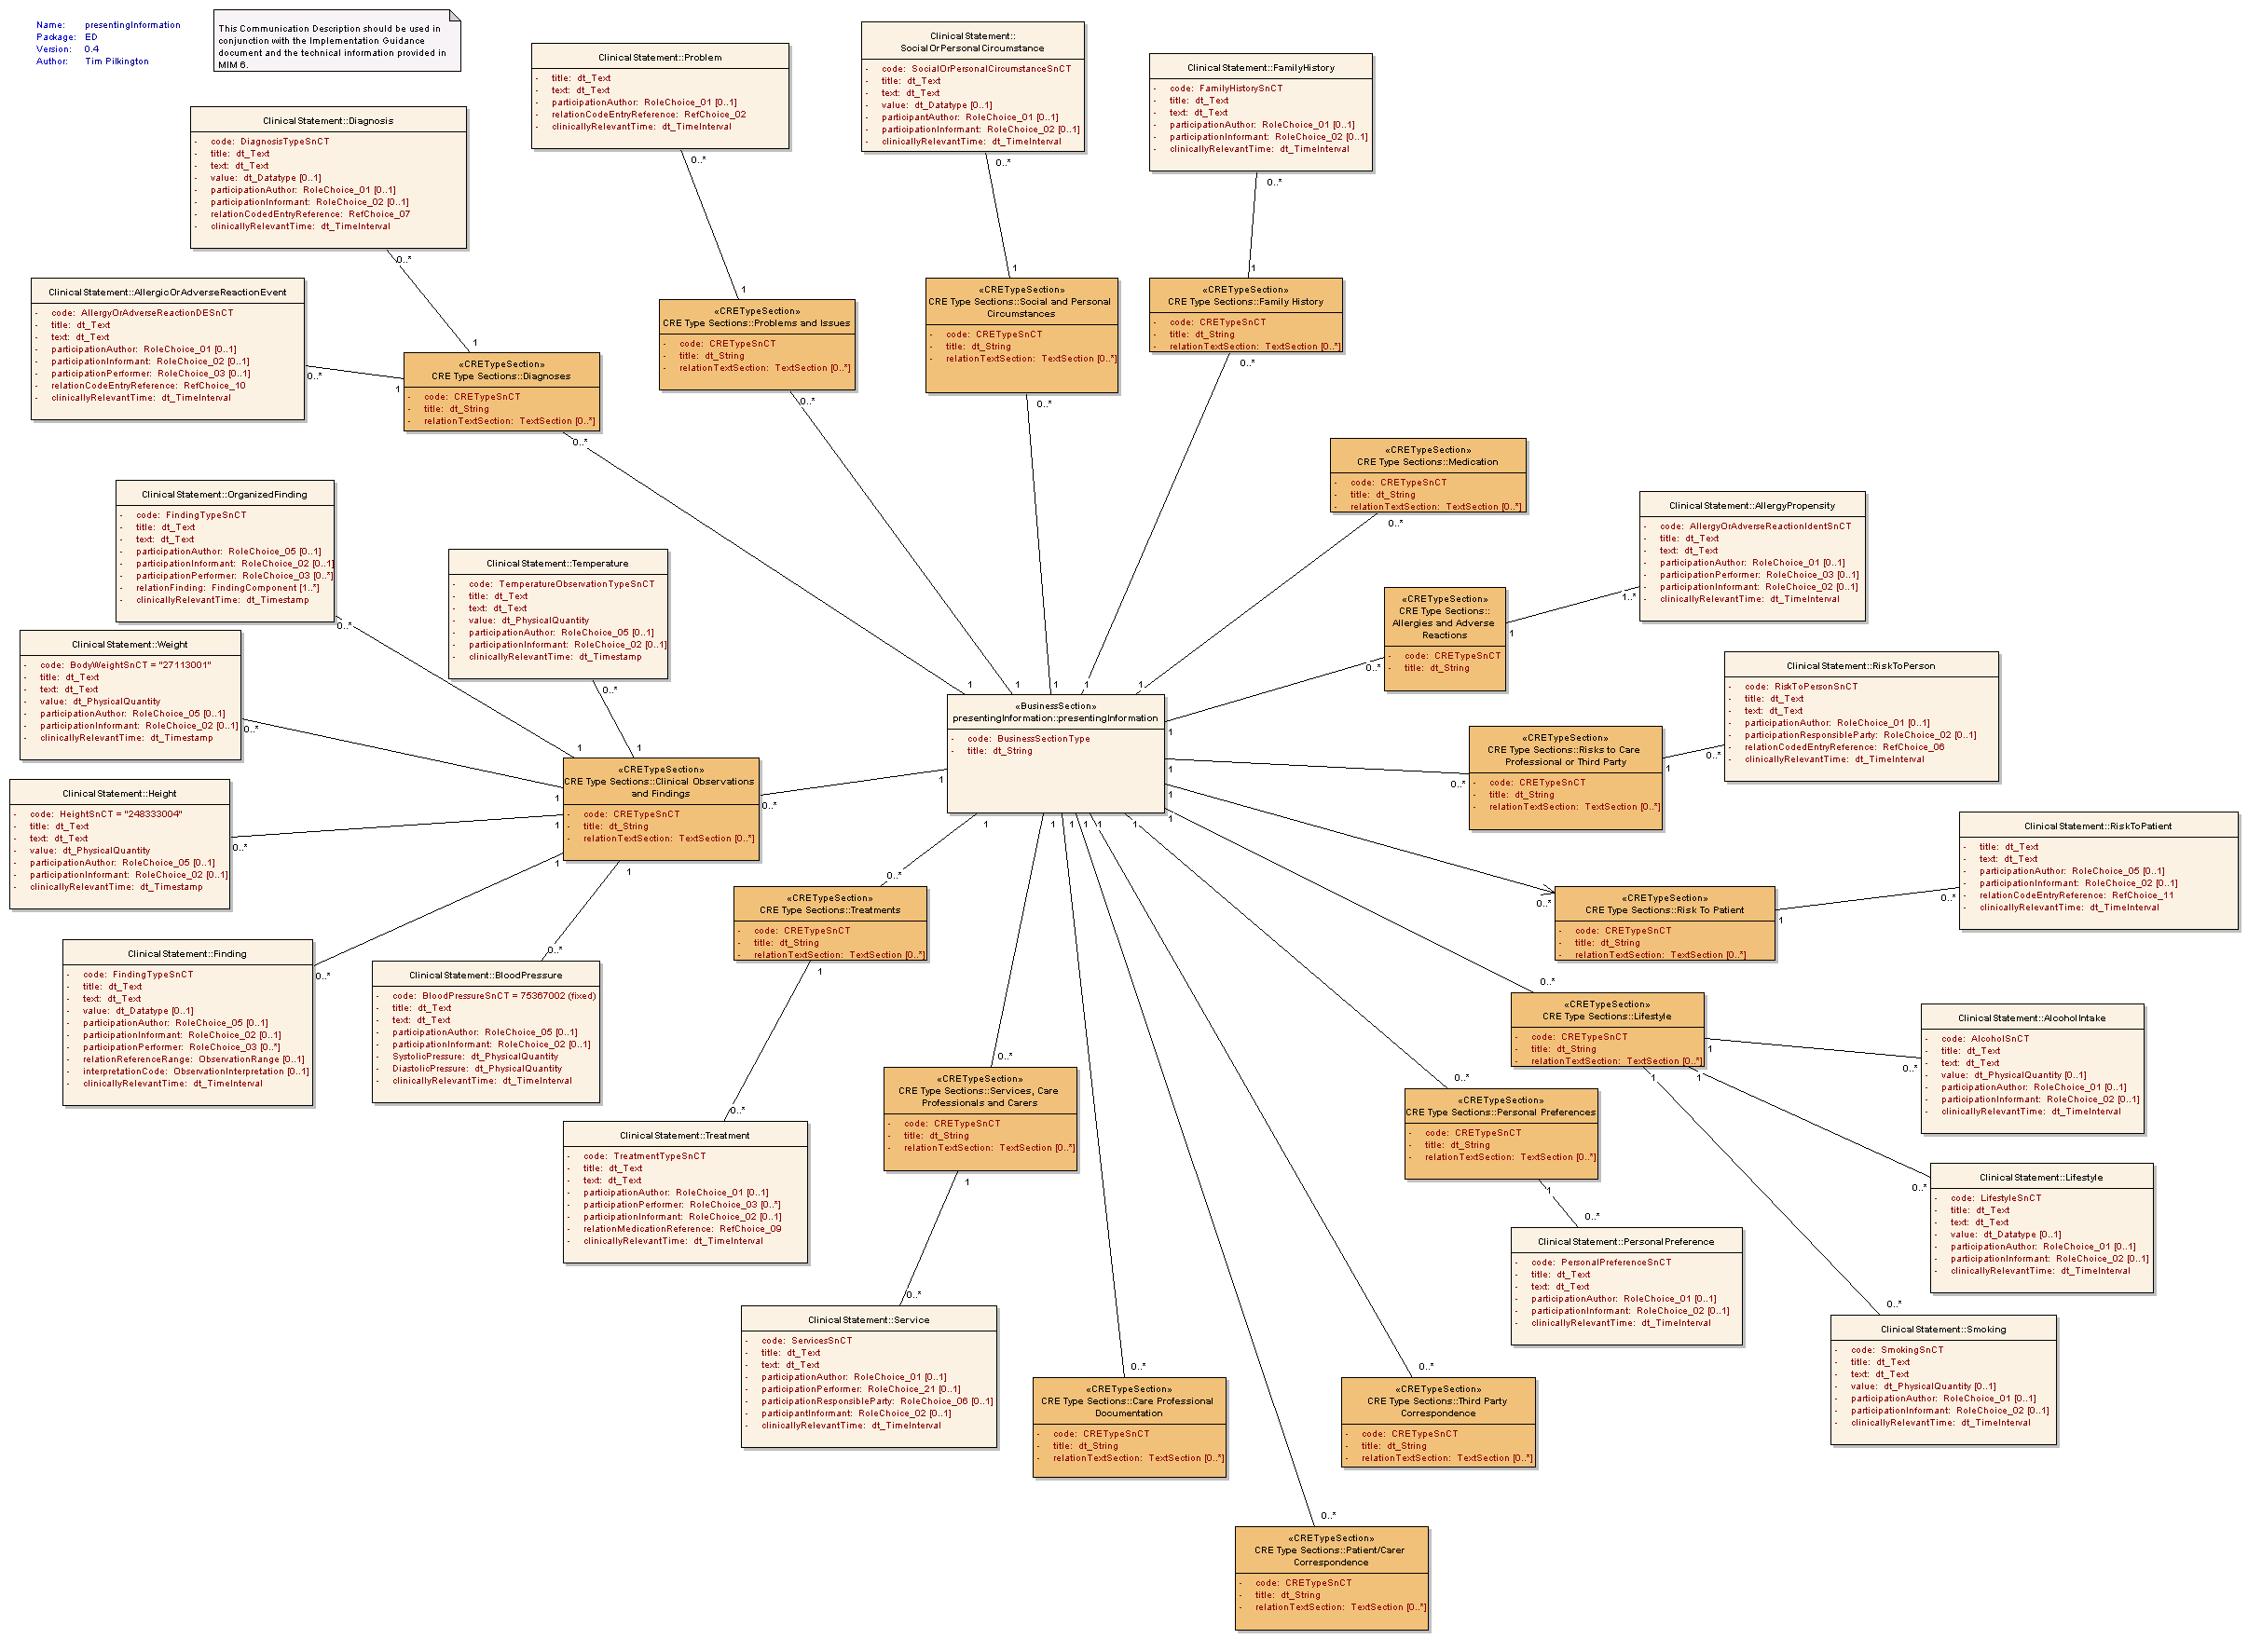 Name: presentingInformation
Package: ED
Version: 0.4
Author: Tim Pilkington
This Communication Description should be used in
conjunction with the Implementation Guidance
document and the technical information provided in
MIM 6.
ClinicalStatement::Problem
- title: dt_Text
- text: dt_Text
- participationAuthor: RoleChoice_01 [0..1]
- relationCodeEntryReference: RefChoice_02
- clinicallyRelevantTime: dt_TimeInterval
0..*
ClinicalStatement::
SocialOrPersonalCircumstance
- code: SocialOrPersonalCircumstanceSnCT
- title: dt_Text
- text: dt_Text
- value: dt_Datatype [0..1]
- participantAuthor: RoleChoice_01 [0..1]
- participationInformant: RoleChoice_02 [0..1]
- clinicallyRelevantTime: dt_TimeInterval
0..*
ClinicalStatement::FamilyHistory
- code: FamilyHistorySnCT
- title: dt_Text
- text: dt_Text
- participationAuthor: RoleChoice_01 [0..1]
- participationInformant: RoleChoice_02 [0..1]
- clinicallyRelevantTime: dt_TimeInterval
0..*
ClinicalStatement::Diagnosis
- code: DiagnosisTypeSnCT
- title: dt_Text
- text: dt_Text
- value: dt_Datatype [0..1]
- participationAuthor: RoleChoice_01 [0..1]
- participationInformant: RoleChoice_02 [0..1]
- relationCodedEntryReference: RefChoice_07
- clinicallyRelevantTime: dt_TimeInterval
0..*
ClinicalStatement::AllergicOrAdverseReactionEvent
- code: AllergyOrAdverseReactionDESnCT
- title: dt_Text
- text: dt_Text
- participationAuthor: RoleChoice_01 [0..1]
- participationInformant: RoleChoice_02 [0..1]
- participationPerformer: RoleChoice_03 [0..1]
- relationCodeEntryReference: RefChoice_10
- clinicallyRelevantTime: dt_TimeInterval
0..*
1
1
«CRETypeSection»
CRE Type Sections::Diagnoses
- code: CRETypeSnCT
- title: dt_String
- relationTextSection: TextSection [0..*]
0..*
1
«CRETypeSection»
CRE Type Sections::Problems and Issues
- code: CRETypeSnCT
- title: dt_String
- relationTextSection: TextSection [0..*]
0..*
1
«CRETypeSection»
CRE Type Sections::Social and Personal
Circumstances
- code: CRETypeSnCT
- title: dt_String
- relationTextSection: TextSection [0..*]
0..*
1
«CRETypeSection»
CRE Type Sections::Family History
- code: CRETypeSnCT
- title: dt_String
- relationTextSection: TextSection [0..*]
0..*
«CRETypeSection»
CRE Type Sections::Medication
- code: CRETypeSnCT
- title: dt_String
- relationTextSection: TextSection [0..*]
0..*
ClinicalStatement::AllergyPropensity
- code: AllergyOrAdverseReactionIdentSnCT
- title: dt_Text
- text: dt_Text
- participationAuthor: RoleChoice_01 [0..1]
- participationPerformer: RoleChoice_03 [0..1]
- participationInformant: RoleChoice_02 [0..1]
- clinicallyRelevantTime: dt_TimeInterval
1..*
1
«CRETypeSection»
CRE Type Sections::
Allergies and Adverse
Reactions
- code: CRETypeSnCT
- title: dt_String
0..*
ClinicalStatement::OrganizedFinding
- code: FindingTypeSnCT
- title: dt_Text
- text: dt_Text
- participationAuthor: RoleChoice_05 [0..1]
- participationInformant: RoleChoice_02 [0..1]
- participationPerformer: RoleChoice_03 [0..*]
- relationFinding: FindingComponent [1..*]
- clinicallyRelevantTime: dt_Timestamp
0..*
ClinicalStatement::Temperature
- code: TemperatureObservationTypeSnCT
- title: dt_Text
- text: dt_Text
- value: dt_PhysicalQuantity
- participationAuthor: RoleChoice_05 [0..1]
- participationInformant: RoleChoice_02 [0..1]
- clinicallyRelevantTime: dt_Timestamp
0..*
ClinicalStatement::Weight
- code: BodyWeightSnCT = "27113001"
- title: dt_Text
- text: dt_Text
- value: dt_PhysicalQuantity
- participationAuthor: RoleChoice_05 [0..1]
- participationInformant: RoleChoice_02 [0..1]
- clinicallyRelevantTime: dt_Timestamp
0..*
ClinicalStatement::RiskToPerson
- code: RiskToPersonSnCT
- title: dt_Text
- text: dt_Text
- participationAuthor: RoleChoice_01 [0..1]
- participationResponsibleParty: RoleChoice_02 [0..1]
- relationCodedEntryReference: RefChoice_06
- clinicallyRelevantTime: dt_TimeInterval
0..*
1
1
1
1
1
1
«BusinessSection»
presentingInformation::presentingInformation
- code: BusinessSectionType
- title: dt_String
1
1
1
1
1
1
1
1
1
1
1
1
«CRETypeSection»
CRE Type Sections::Risks to Care
Professional or Third Party
- code: CRETypeSnCT
- title: dt_String
- relationTextSection: TextSection [0..*]
0..*
1
1
1
«CRETypeSection»
CRE Type Sections::Clinical Observations
and Findings
- code: CRETypeSnCT
- title: dt_String
- relationTextSection: TextSection [0..*]
0..*
1
1
1
1
ClinicalStatement::Height
- code: HeightSnCT = "248333004"
- title: dt_Text
- text: dt_Text
- value: dt_PhysicalQuantity
- participationAuthor: RoleChoice_05 [0..1]
- participationInformant: RoleChoice_02 [0..1]
- clinicallyRelevantTime: dt_Timestamp
0..*
ClinicalStatement::RiskToPatient
- title: dt_Text
- text: dt_Text
- participationAuthor: RoleChoice_05 [0..1]
- participationInformant: RoleChoice_02 [0..1]
- relationCodeEntryReference: RefChoice_11
- clinicallyRelevantTime: dt_TimeInterval
0..*
1
«CRETypeSection»
CRE Type Sections::Risk To Patient
- code: CRETypeSnCT
- title: dt_String
- relationTextSection: TextSection [0..*]
0..*
«CRETypeSection»
CRE Type Sections::Treatments
- code: CRETypeSnCT
- title: dt_String
- relationTextSection: TextSection [0..*]
0..*
1
ClinicalStatement::Finding
- code: FindingTypeSnCT
- title: dt_Text
- text: dt_Text
- value: dt_Datatype [0..1]
- participationAuthor: RoleChoice_05 [0..1]
- participationInformant: RoleChoice_02 [0..1]
- participationPerformer: RoleChoice_03 [0..*]
- relationReferenceRange: ObservationRange [0..1]
- interpretationCode: ObservationInterpretation [0..1]
- clinicallyRelevantTime: dt_TimeInterval
0..*
ClinicalStatement::BloodPressure
- code: BloodPressureSnCT = 75367002 (fixed)
- title: dt_Text
- text: dt_Text
- participationAuthor: RoleChoice_05 [0..1]
- participationInformant: RoleChoice_02 [0..1]
- SystolicPressure: dt_PhysicalQuantity
- DiastolicPressure: dt_PhysicalQuantity
- clinicallyRelevantTime: dt_TimeInterval
0..*
0..*
«CRETypeSection»
CRE Type Sections::Lifestyle
- code: CRETypeSnCT
- title: dt_String
- relationTextSection: TextSection [0..*]
1
1
1
ClinicalStatement::AlcoholIntake
- code: AlcoholSnCT
- title: dt_Text
- text: dt_Text
- value: dt_PhysicalQuantity [0..1]
- participationAuthor: RoleChoice_01 [0..1]
- participationInformant: RoleChoice_02 [0..1]
- clinicallyRelevantTime: dt_TimeInterval
0..*
0..*
«CRETypeSection»
CRE Type Sections::Services, Care
Professionals and Carers
- code: CRETypeSnCT
- title: dt_String
- relationTextSection: TextSection [0..*]
1
0..*
«CRETypeSection»
CRE Type Sections::Personal Preferences
- code: CRETypeSnCT
- title: dt_String
- relationTextSection: TextSection [0..*]
1
0..*
ClinicalStatement::Treatment
- code: TreatmentTypeSnCT
- title: dt_Text
- text: dt_Text
- participationAuthor: RoleChoice_01 [0..1]
- participationPerformer: RoleChoice_03 [0..*]
- participationInformant: RoleChoice_02 [0..1]
- relationMedicationReference: RefChoice_09
- clinicallyRelevantTime: dt_TimeInterval
ClinicalStatement::Lifestyle
- code: LifestyleSnCT
- title: dt_Text
- text: dt_Text
- value: dt_Datatype [0..1]
- participationAuthor: RoleChoice_01 [0..1]
- participationInformant: RoleChoice_02 [0..1]
- clinicallyRelevantTime: dt_TimeInterval
0..*
0..*
ClinicalStatement::PersonalPreference
- code: PersonalPreferenceSnCT
- title: dt_Text
- text: dt_Text
- participationAuthor: RoleChoice_01 [0..1]
- participationInformant: RoleChoice_02 [0..1]
- clinicallyRelevantTime: dt_TimeInterval
0..*
ClinicalStatement::Service
- code: ServicesSnCT
- title: dt_Text
- text: dt_Text
- participationAuthor: RoleChoice_01 [0..1]
- participationPerformer: RoleChoice_21 [0..1]
- participationResponsibleParty: RoleChoice_06 [0..1]
- participantInformant: RoleChoice_02 [0..1]
- clinicallyRelevantTime: dt_TimeInterval
0..*
ClinicalStatement::Smoking
- code: SmokingSnCT
- title: dt_Text
- text: dt_Text
- value: dt_PhysicalQuantity [0..1]
- participationAuthor: RoleChoice_01 [0..1]
- participationInformant: RoleChoice_02 [0..1]
- clinicallyRelevantTime: dt_TimeInterval
0..*
«CRETypeSection»
CRE Type Sections::Care Professional
Documentation
- code: CRETypeSnCT
- title: dt_String
- relationTextSection: TextSection [0..*]
0..*
«CRETypeSection»
CRE Type Sections::Third Party
Correspondence
- code: CRETypeSnCT
- title: dt_String
- relationTextSection: TextSection [0..*]
0..*
«CRETypeSection»
CRE Type Sections::Patient/Carer
Correspondence
- code: CRETypeSnCT
- title: dt_String
- relationTextSection: TextSection [0..*]